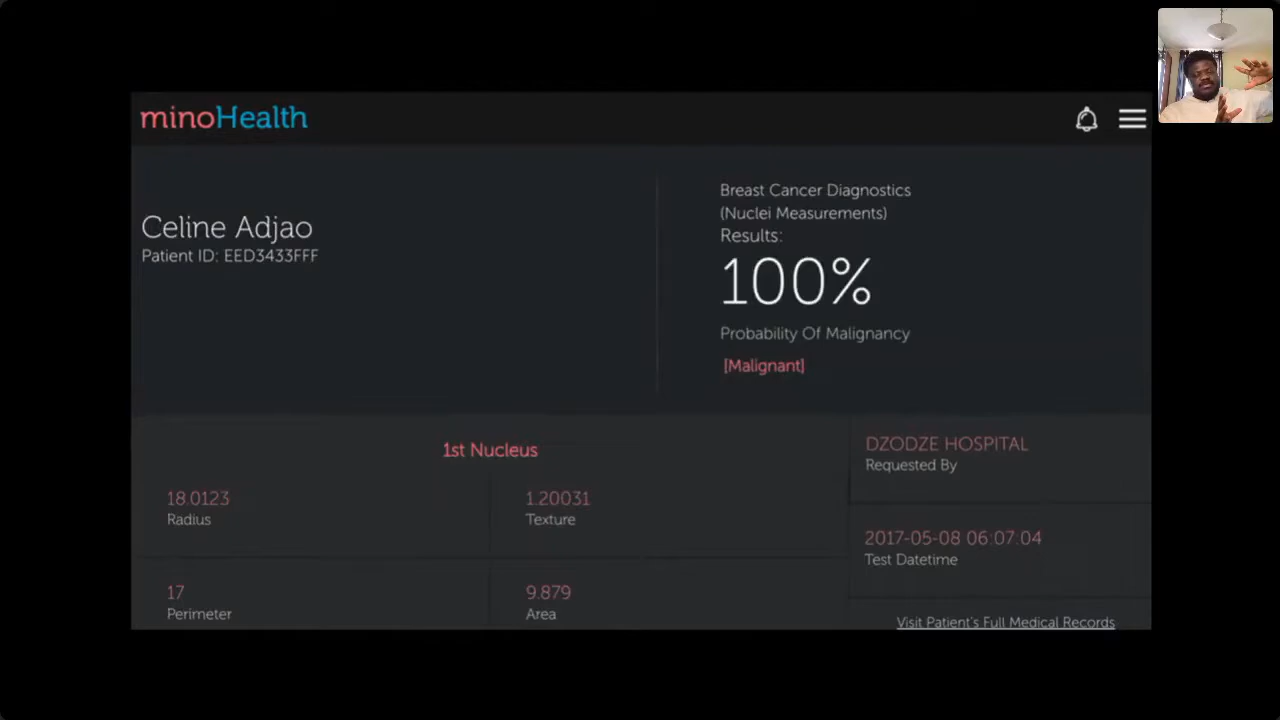 minoHealth
Celine Adjao
Patient ID: EED3433FFF
Breast Cancer Diagnostics
(Nuclei Measurements)
Results:
100%
Probability Of Malignancy
[Malignant]
1st Nucleus
18.0123
Radius
1.20031
Texture
17
Perimeter
9.879
Area
DZODZE HOSPITAL
Requested By
2017-05-08 06:07:04
Test Datetime
Visit Patient's Full Medical Records